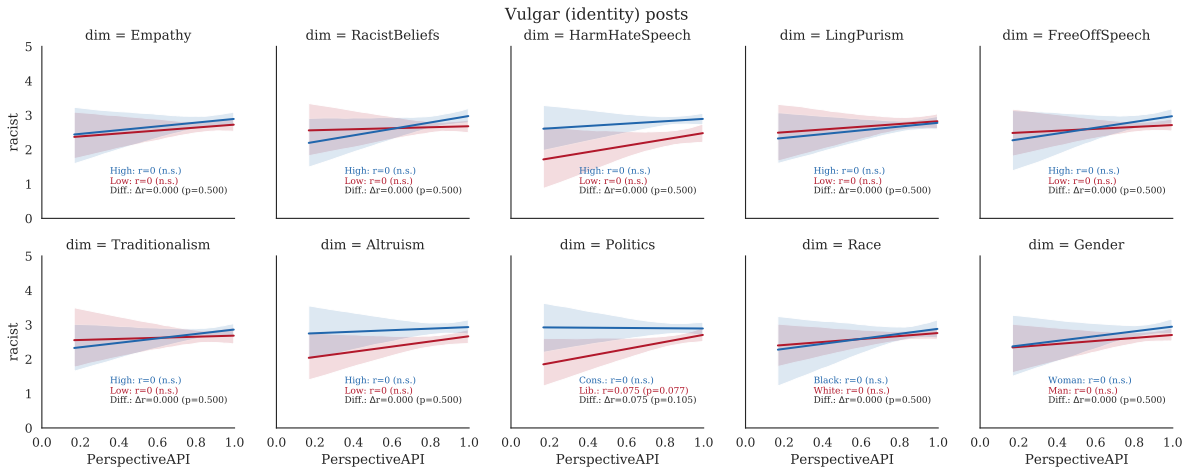 Vulgar (identity) posts
dim = Empathy
dim = RacistBeliefs
dim = HarmHateSpeech
dim = LingPurism
dim = FreeOffSpeech
5
4
3
2
1
0
racist
High: r=0 (n.s.)
Low: r=0 (n.s.)
Diff.: Δr=0.000 (p=0.500)
High: r=0 (n.s.)
Low: r=0 (n.s.)
Diff.: Δr=0.000 (p=0.500)
High: r=0 (n.s.)
Low: r=0 (n.s.)
Diff.: Δr=0.000 (p=0.500)
High: r=0 (n.s.)
Low: r=0 (n.s.)
Diff.: Δr=0.000 (p=0.500)
High: r=0 (n.s.)
Low: r=0 (n.s.)
Diff.: Δr=0.000 (p=0.500)
dim = Traditionalism
dim = Altruism
dim = Politics
dim = Race
dim = Gender
5
4
3
2
1
0
racist
High: r=0 (n.s.)
Low: r=0 (n.s.)
Diff.: Δr=0.000 (p=0.500)
High: r=0 (n.s.)
Low: r=0 (n.s.)
Diff.: Δr=0.000 (p=0.500)
Cons.: r=0 (n.s.)
Lib.: r=0.075 (p=0.077)
Diff.: Δr=0.075 (p=0.105)
Black: r=0 (n.s.)
White: r=0 (n.s.)
Diff.: Δr=0.000 (p=0.500)
Woman: r=0 (n.s.)
Man: r=0 (n.s.)
Diff.: Δr=0.000 (p=0.500)
0.0 0.2 0.4 0.6 0.8 1.0
0.0 0.2 0.4 0.6 0.8 1.0
0.0 0.2 0.4 0.6 0.8 1.0
0.0 0.2 0.4 0.6 0.8 1.0
0.0 0.2 0.4 0.6 0.8 1.0
PerspectiveAPI
PerspectiveAPI
PerspectiveAPI
PerspectiveAPI
PerspectiveAPI